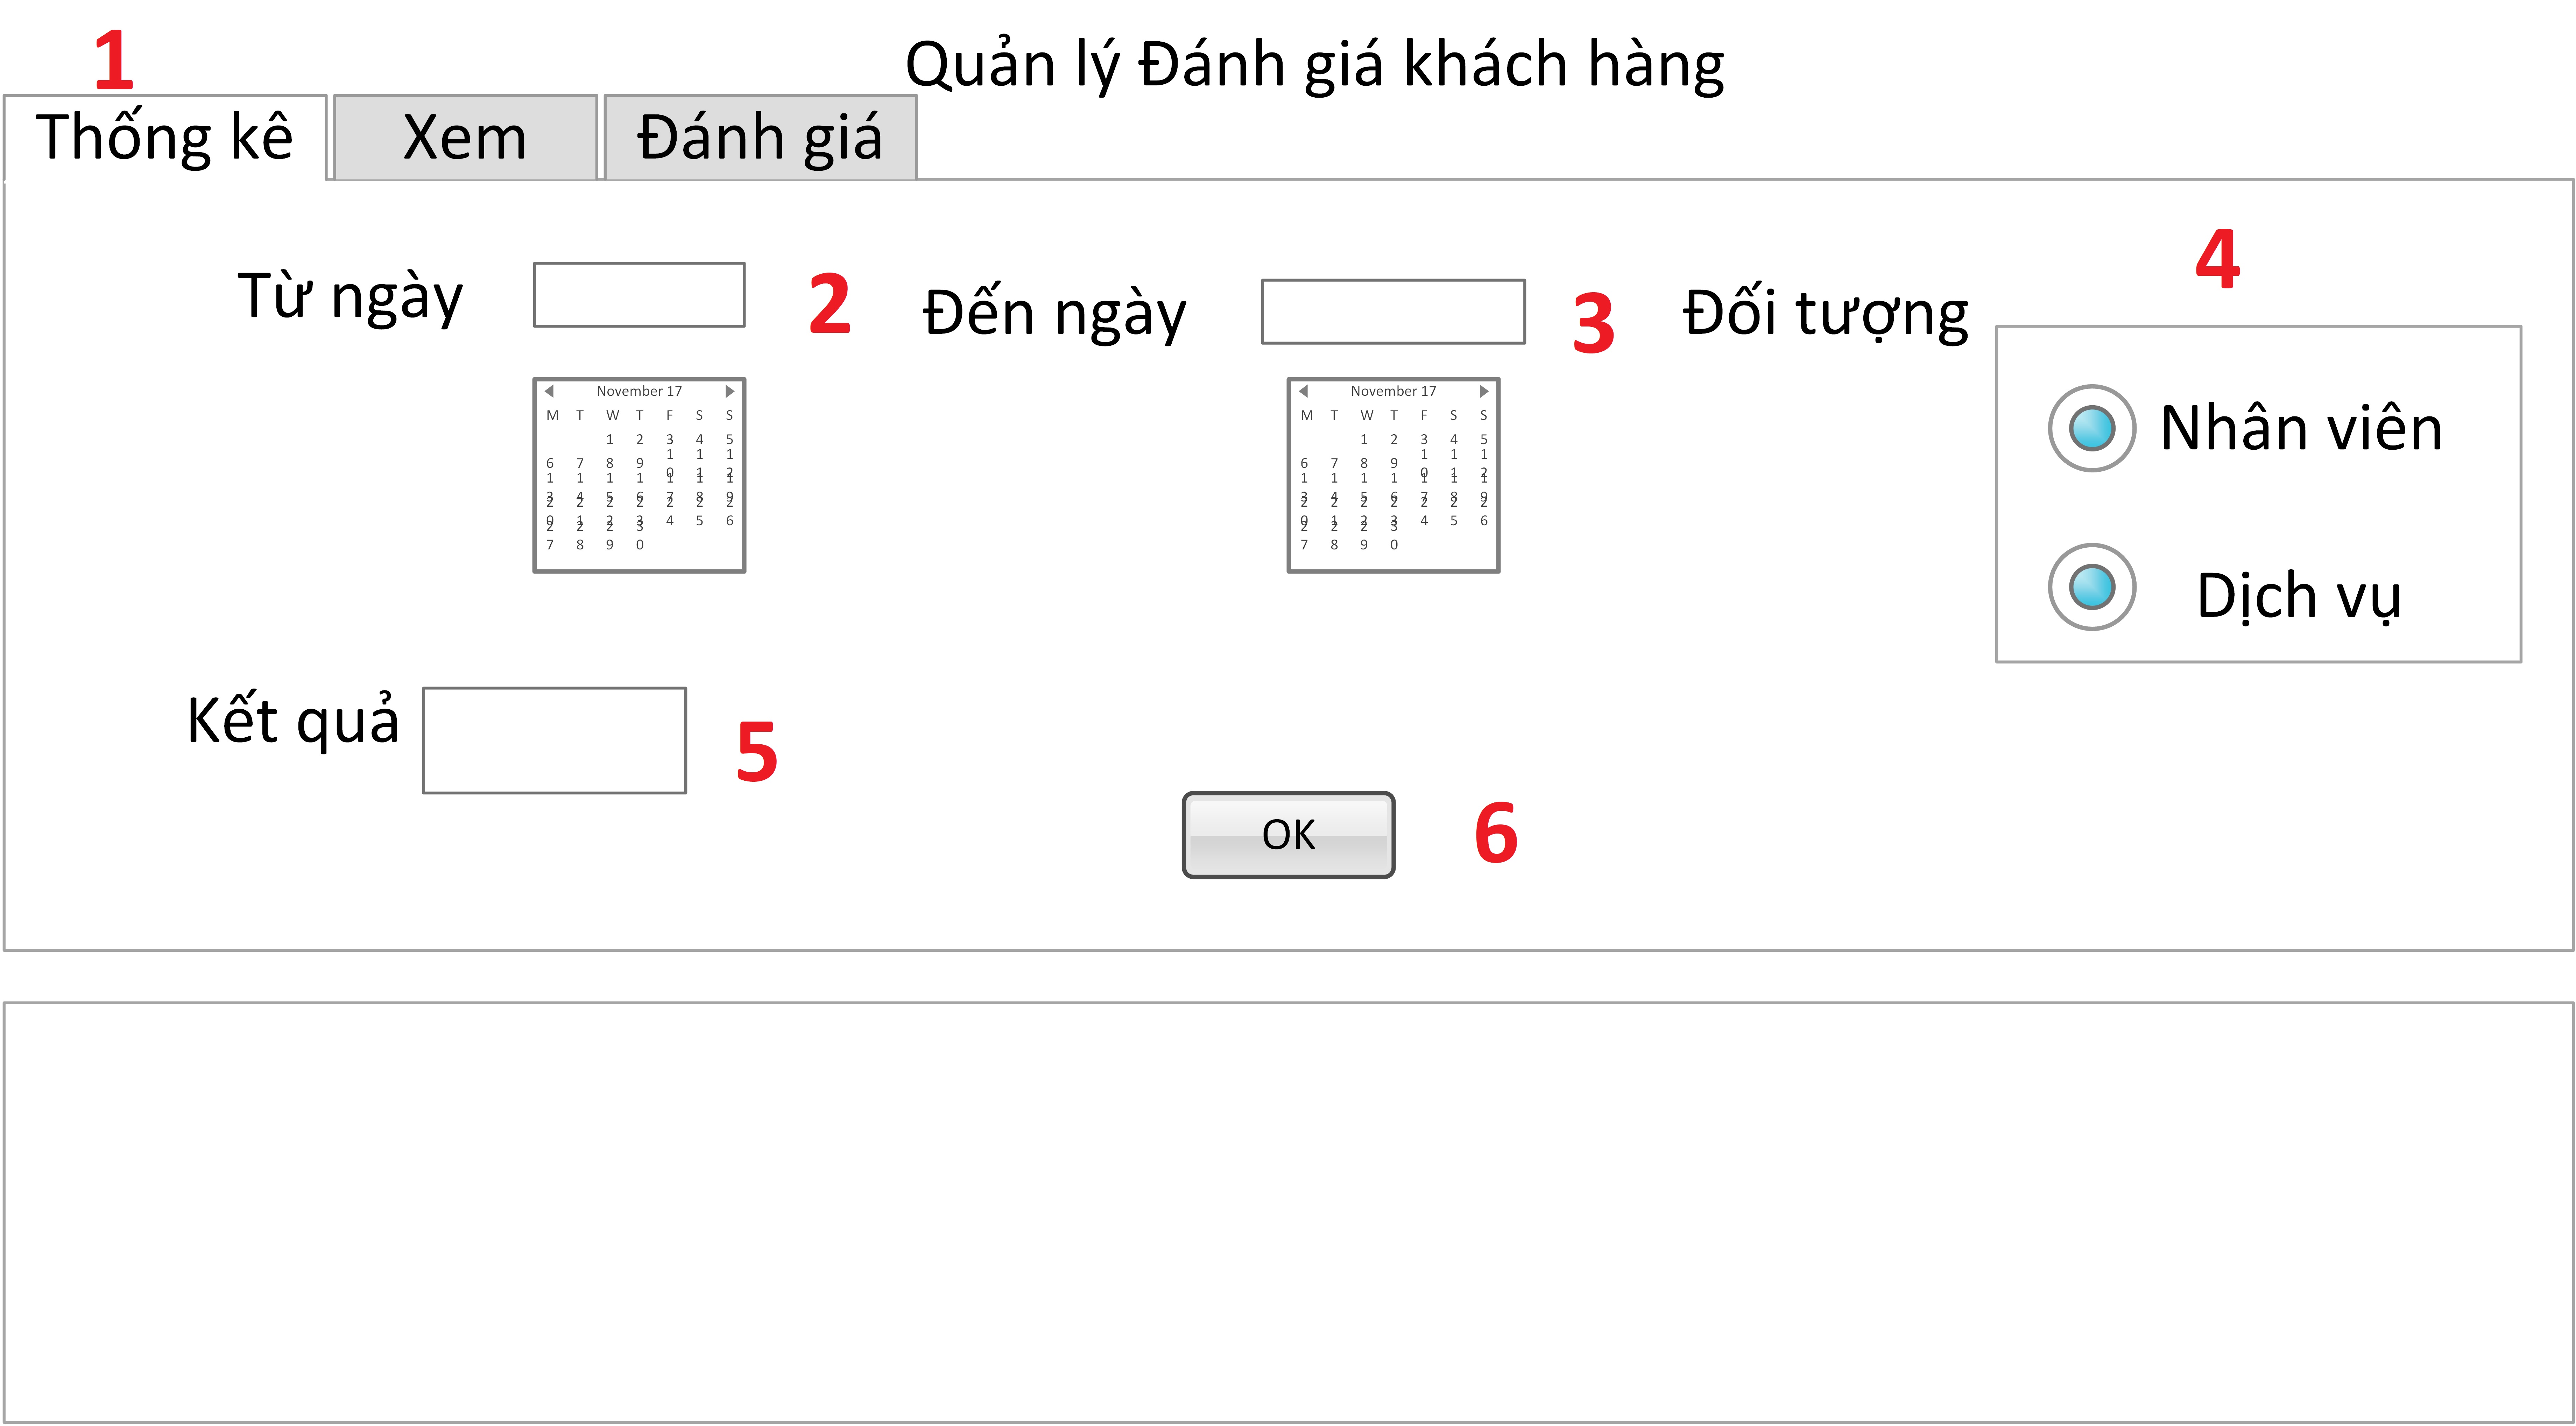 1
Quản lý Đánh giá khách hàng
Thống kê Xem Đánh giá
4
Từ ngày 2 Đến ngày 3 Đối tượng
November 17 November 17
M T W T F S S M T W T F S S
1 2 3 4 5 1 2 3 4 5
6 7 8 9 10 11 12 6 7 8 9 10 11 12
13 14 15 16 17 18 19 13 14 15 16 17 18 19
20 21 22 23 24 25 26 20 21 22 23 24 25 26
27 28 29 30 27 28 29 30
Nhân viên
Dịch vụ
Kết quả 5
OK 6